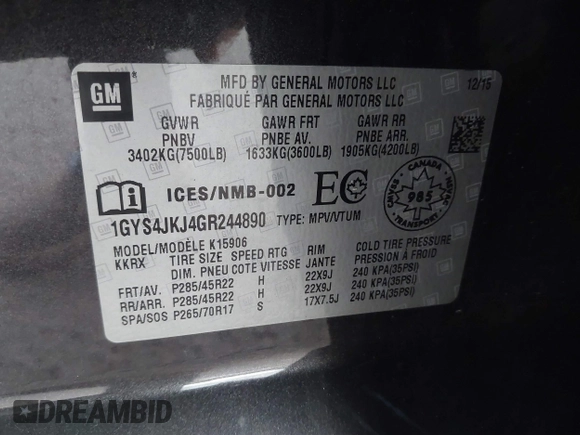 GM
MFD BY GENERAL MOTORS LLC 12/15
FABRIQUÉ PAR GENERAL MOTORS LLC
GVWR GAWR FRT GAWR RR
PNBV PNBE AV. PNBE ARR.
3402KG(7500LB) 1633KG(3600LB) 1905KG(4200LB)
ICES/NMB-002 EC CANADA 985 TRANSPORT
1GYS4JKJ4GR244890 TYPE: MPV/VTUM
MODEL/MODÈLE K15906
KKRX TIRE SIZE SPEED RTG RIM COLD TIRE PRESSURE
DIM. PNEU COTE VITESSE JANTE PRESSION À FROID
FRT/AV. P285/45R22 H 22X9J 240 KPA(35PSI)
RR/ARR. P285/45R22 H 22X9J 240 KPA(35PSI)
SPA/SOS P265/70R17 S 17X7.5J 240 KPA(35PSI)
DREAMBID